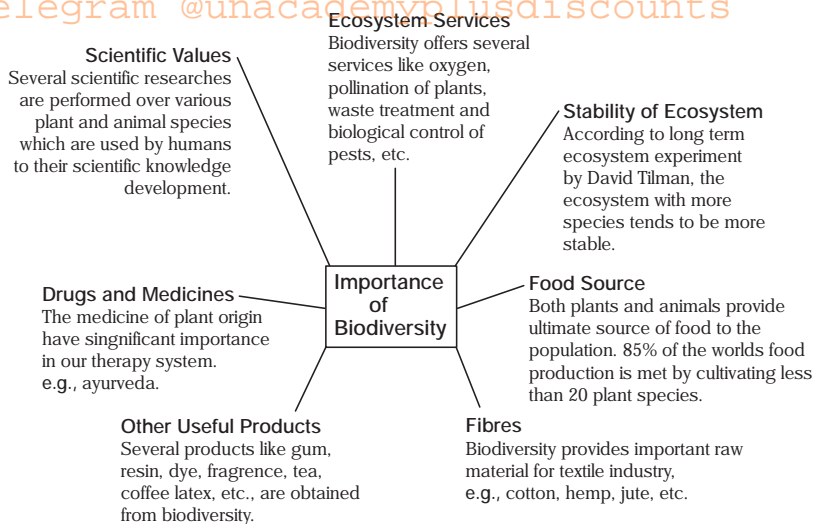 elegram @unacademyplusdiscounts
Ecosystem Services
Biodiversity offers several
services like oxygen,
pollination of plants,
waste treatment and
biological control of
pests, etc.
Scientific Values
Several scientific researches
are performed over various
plant and animal species
which are used by humans
to their scientific knowledge
development.
Stability of Ecosystem
According to long term
ecosystem experiment
by David Tilman, the
ecosystem with more
species tends to be more
stable.
Importance
of
Biodiversity
Drugs and Medicines
The medicine of plant origin
have singnificant importance
in our therapy system.
e.g., ayurveda.
Food Source
Both plants and animals provide
ultimate source of food to the
population. 85% of the worlds food
production is met by cultivating less
than 20 plant species.
Other Useful Products
Several products like gum,
resin, dye, fragrence, tea,
coffee latex, etc., are obtained
from biodiversity.
Fibres
Biodiversity provides important raw
material for textile industry,
e.g., cotton, hemp, jute, etc.